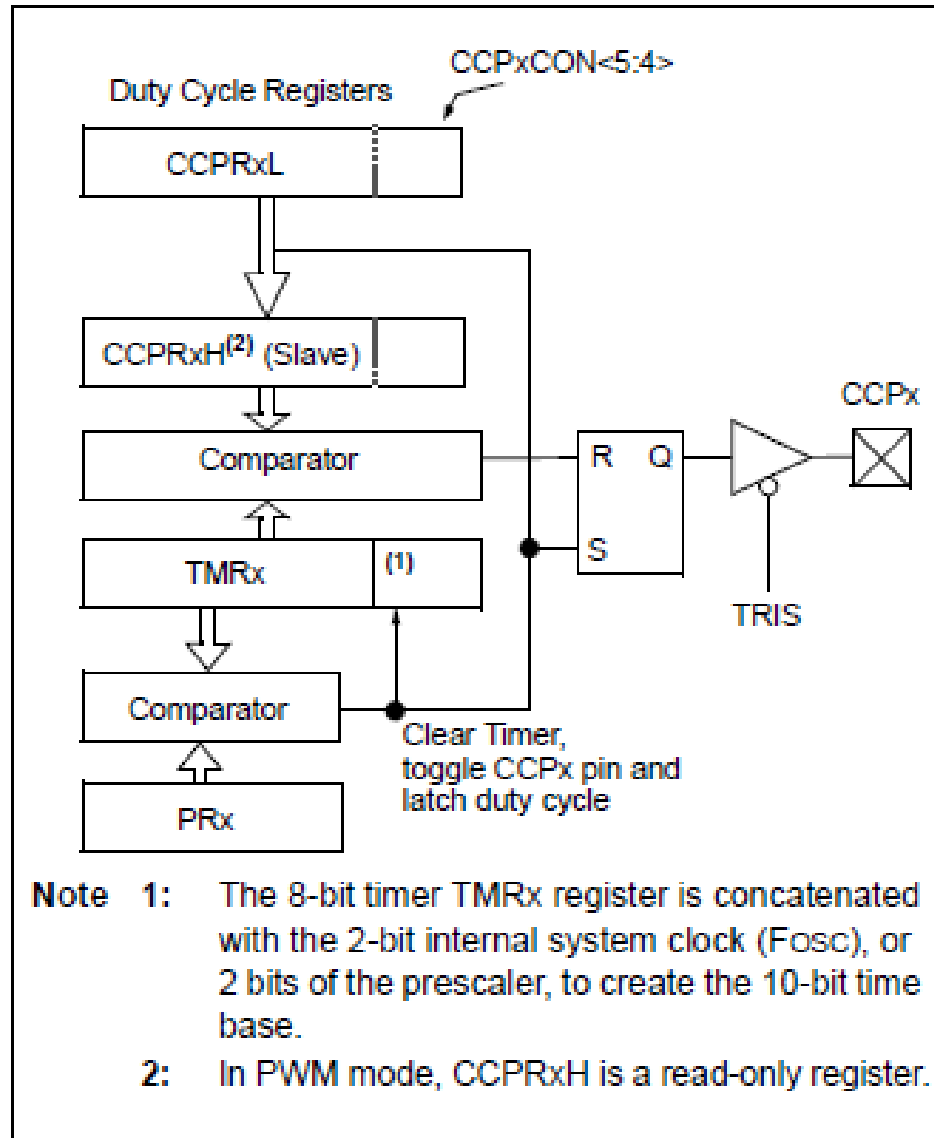 CCPxCON<5:4>
Duty Cycle Registers
CCPRxL
CCPRxH(2) (Slave)
CCPx
Comparator
R Q
TMRx (1)
S
TRIS
Comparator
Clear Timer,
toggle CCPx pin and
latch duty cycle
PRx
Note 1: The 8-bit timer TMRx register is concatenated
with the 2-bit internal system clock (FOSC), or
2 bits of the prescaler, to create the 10-bit time
base.
2: In PWM mode, CCPRxH is a read-only register.